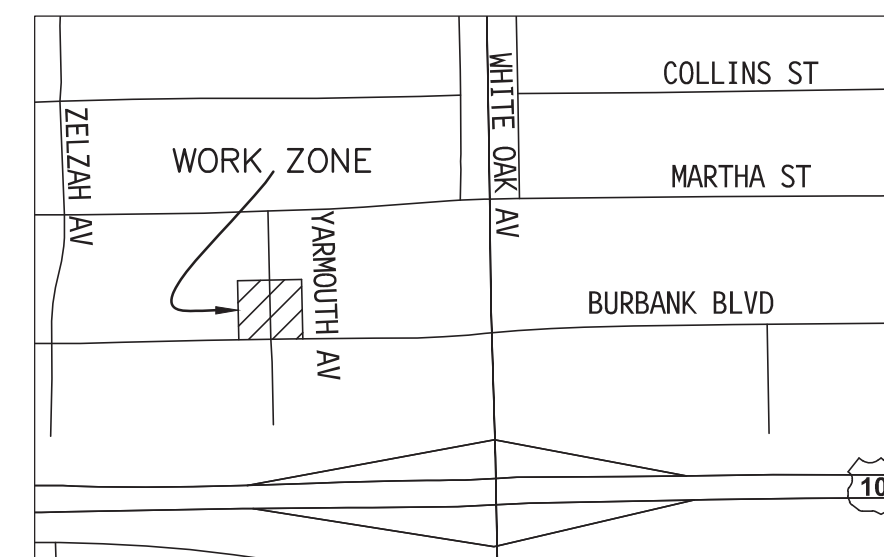 COLLINS ST
WHITE OAK AV
ZELZAH AV
WORK ZONE
MARTHA ST
YARMOUTH AV
BURBANK BLVD
10